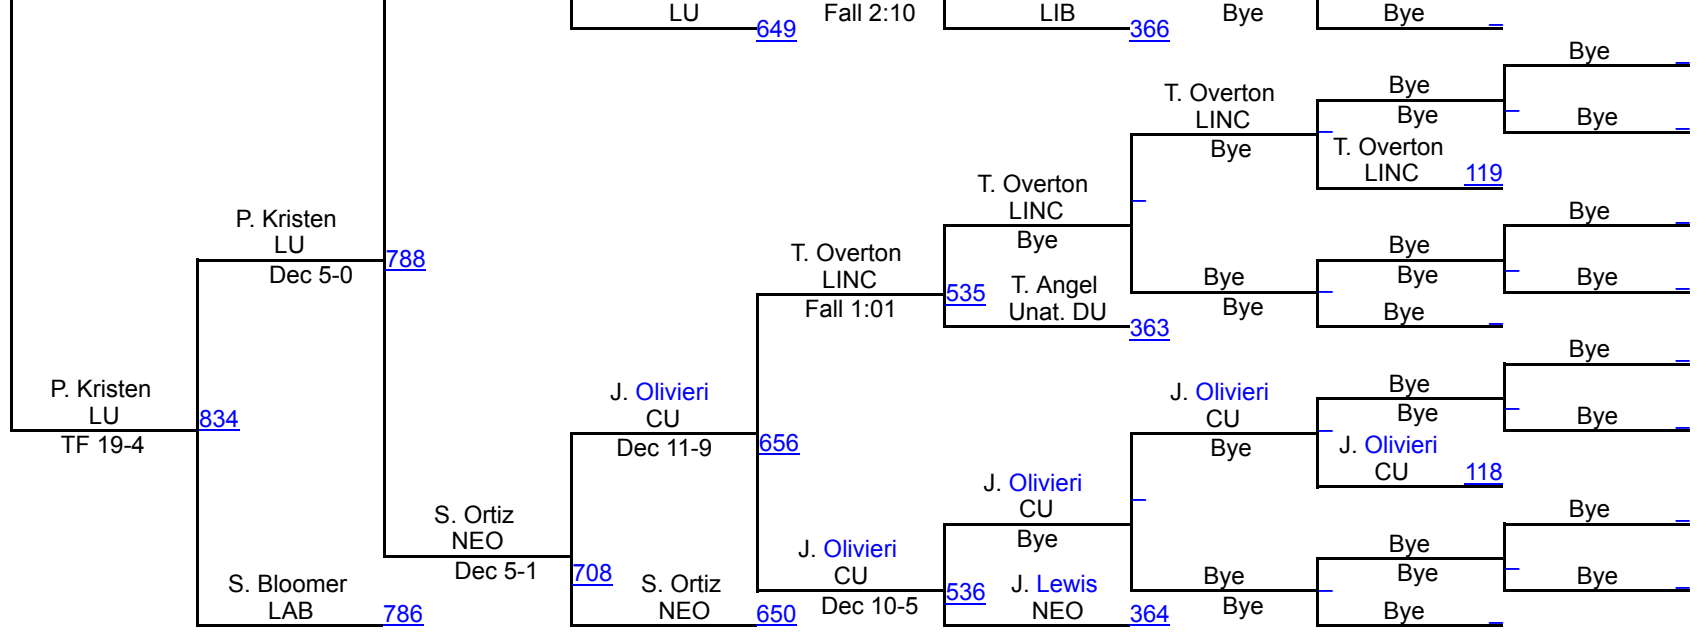 LU
Fall 2:10
LIB
Bye
Bye
649
366
Bye
Bye
T. Overton
LINC
Bye
Bye
Bye
T. Overton
LINC
119
T. Overton
LINC
Bye
P. Kristen
LU
Dec 5-0
788
T. Overton
LINC
Fall 1:01
535
T. Angel
Unat. DU
363
Bye
Bye
Bye
Bye
Bye
Bye
Bye
P. Kristen
LU
TF 19-4
834
J. Olivieri
CU
Dec 11-9
656
J. Olivieri
CU
Bye
Bye
Bye
Bye
Bye
J. Olivieri
CU
118
J. Olivieri
CU
Bye
S. Ortiz
NEO
Dec 5-1
708
J. Olivieri
CU
Dec 10-5
536
Bye
Bye
Bye
Bye
Bye
Bye
Bye
S. Bloomer
LAB
786
S. Ortiz
NEO
650
J. Lewis
NEO
364